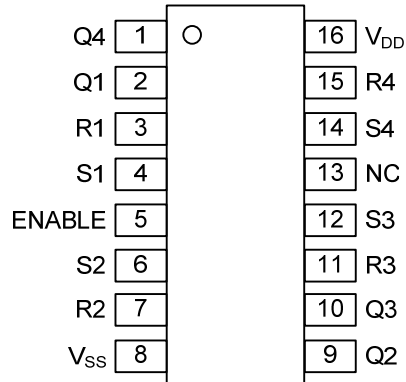 Q4 1 16 VDD
Q1 2 15 R4
R1 3 14 S4
S1 4 13 NC
ENABLE 5 12 S3
S2 6 11 R3
R2 7 10 Q3
VSS 8 9 Q2